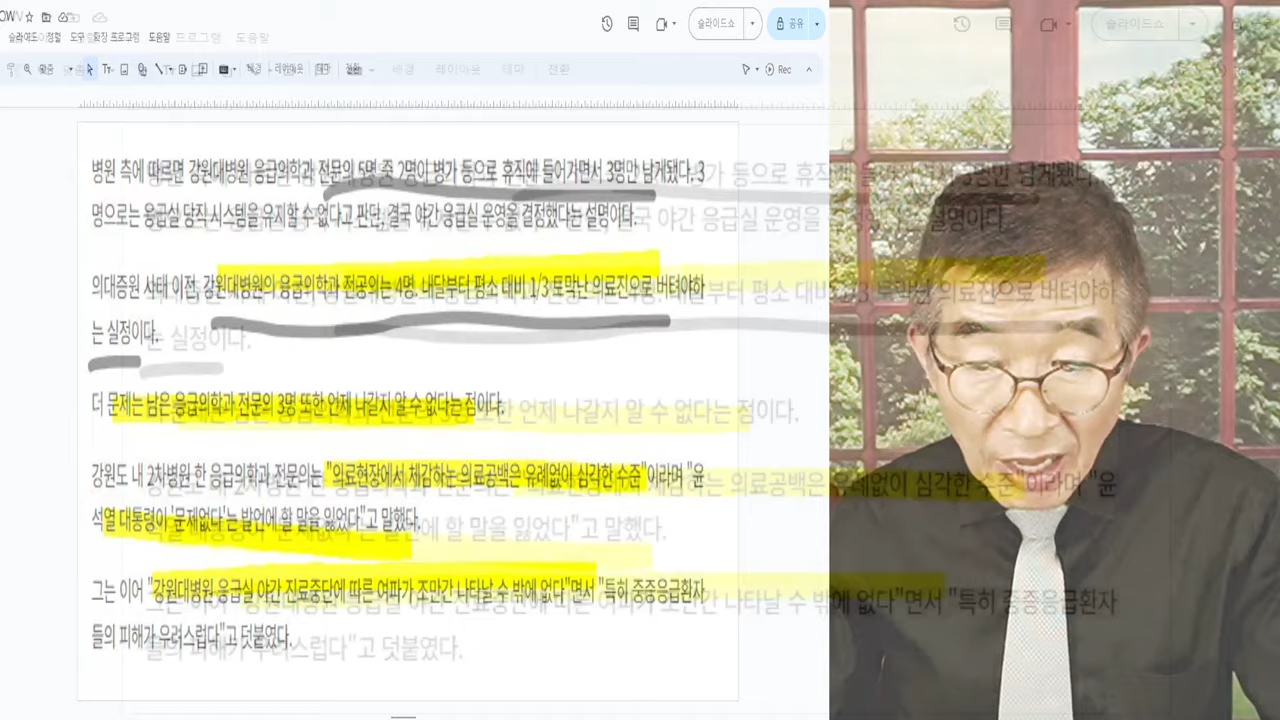 슬라이드쇼
공유
Rec
병원 측에 따르면 강원대병원 응급의학과 전문의 5명 중 2명이 병가 등으로 휴직에 들어가면서 3명만 남게됐다. 3
명으로는 응급실 당직 시스템을 유지할 수 없다고 판단, 결국 야간 응급실 운영을 결정했다는 설명이다.
의대증원 사태 이전, 강원대병원의 응급의학과 전공의는 4명. 내달부터 평소 대비 1/3 토막난 의료진으로 버텨야하
는 실정이다.
더 문제는 남은 응급의학과 전문의 3명 또한 언제 나갈지 알 수 없다는 점이다.
강원도 내 2차병원 한 응급의학과 전문의는 "의료현장에서 체감하는 의료공백은 유례없이 심각한 수준"이라며 "윤
석열 대통령이 '문제없다'는 발언에 할 말을 잃었다"고 말했다.
그는 이어 "강원대병원 응급실 야간 진료중단에 따른 여파가 조만간 나타날 수 밖에 없다"면서 "특히 중증응급환자
들의 피해가 우려스럽다"고 덧붙였다.